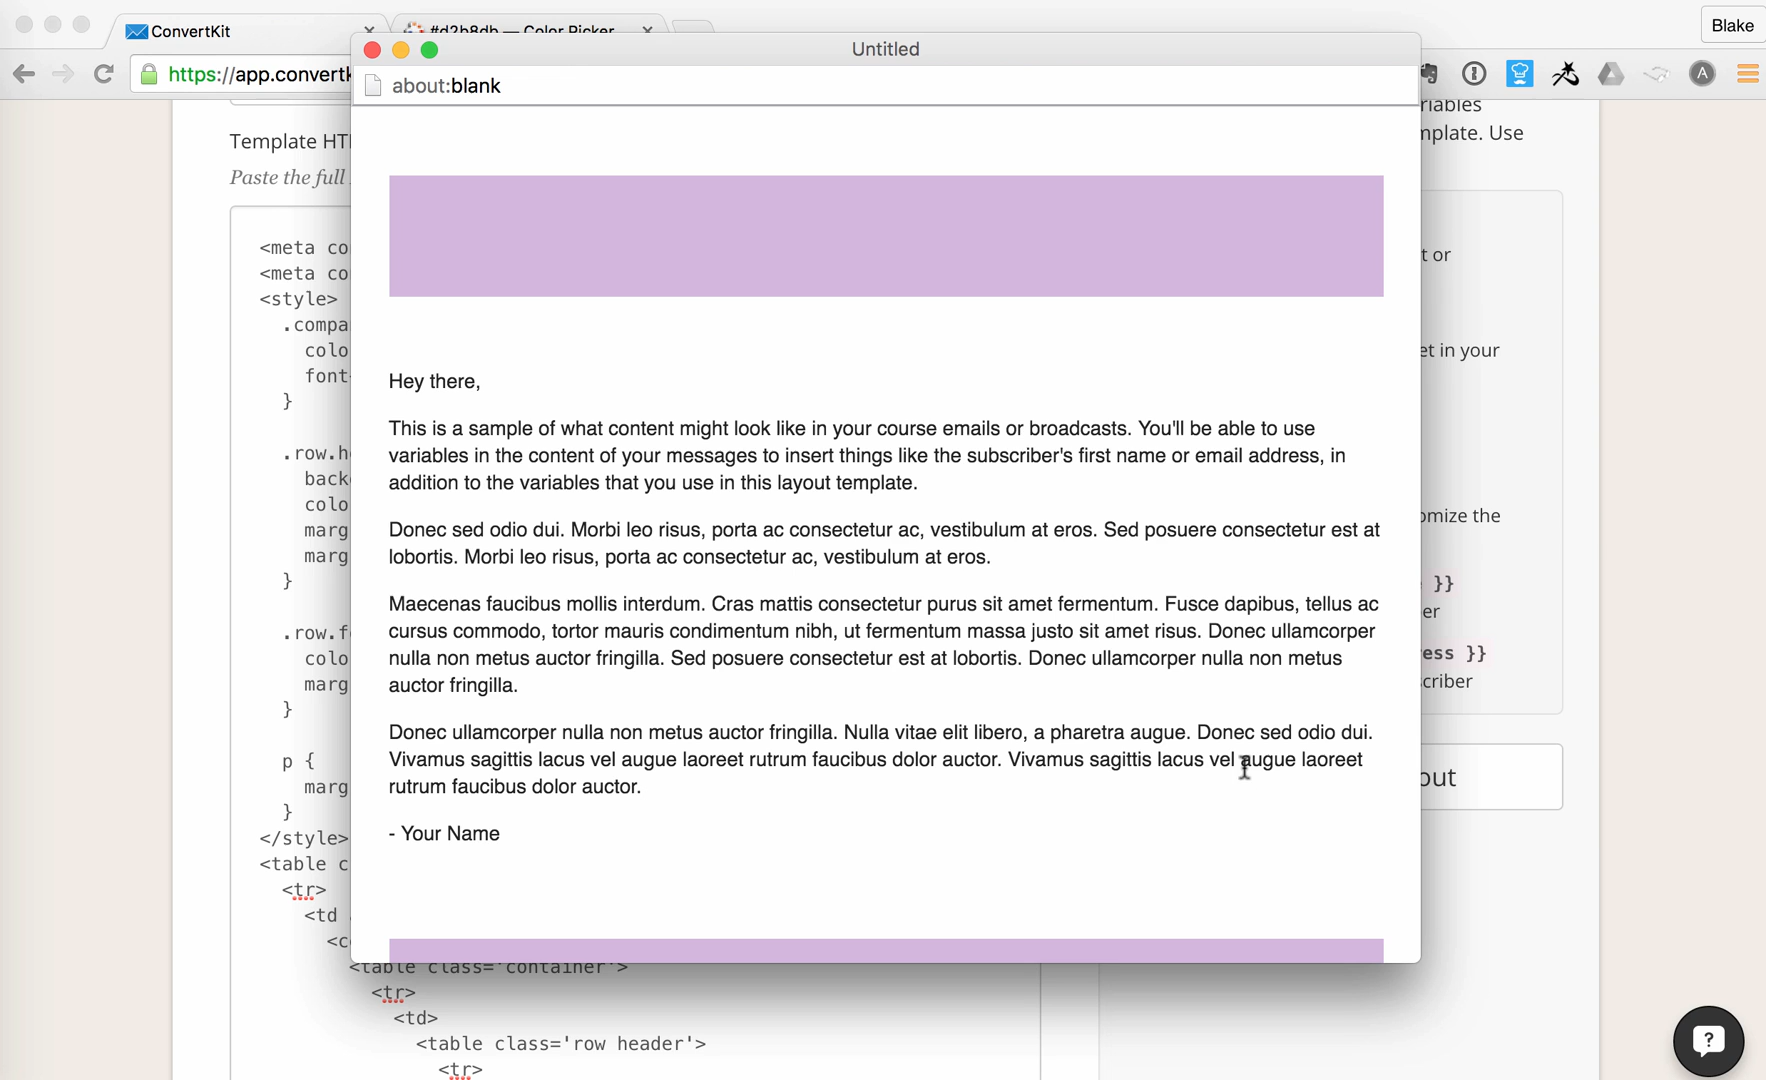 ConvertKit
#d2b8db — Color Picker
Blake
Untitled
https://app.convertk
about:blank
riables
Template HTI
mplate. Use
Paste the full
<meta co
<meta co
t or
<style>
.compa
colo
et in your
font-
}
.row.h
back
colo
omize the
marg
marg
}
}}
er
.row.f
colo
ess }}
marg
criber
}
p {
marg
out
}
</style>
<table c
<tr>
<td
<c
<table class='container'>
<tr>
<td>
<table class='row header'>
<tr>
Hey there,
This is a sample of what content might look like in your course emails or broadcasts. You'll be able to use
variables in the content of your messages to insert things like the subscriber's first name or email address, in
addition to the variables that you use in this layout template.
Donec sed odio dui. Morbi leo risus, porta ac consectetur ac, vestibulum at eros. Sed posuere consectetur est at
lobortis. Morbi leo risus, porta ac consectetur ac, vestibulum at eros.
Maecenas faucibus mollis interdum. Cras mattis consectetur purus sit amet fermentum. Fusce dapibus, tellus ac
cursus commodo, tortor mauris condimentum nibh, ut fermentum massa justo sit amet risus. Donec ullamcorper
nulla non metus auctor fringilla. Sed posuere consectetur est at lobortis. Donec ullamcorper nulla non metus
auctor fringilla.
Donec ullamcorper nulla non metus auctor fringilla. Nulla vitae elit libero, a pharetra augue. Donec sed odio dui.
Vivamus sagittis lacus vel augue laoreet rutrum faucibus dolor auctor. Vivamus sagittis lacus vel augue laoreet
rutrum faucibus dolor auctor.
- Your Name